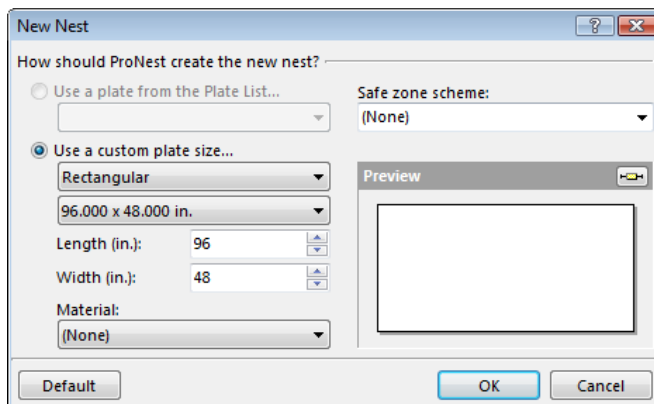 New Nest
How should ProNest create the new nest?
Use a plate from the Plate List...
Safe zone scheme:
(None)
Use a custom plate size...
Rectangular
Preview
96.000 x 48.000 in.
Length (in.): 96
Width (in.): 48
Material:
(None)
Default OK Cancel